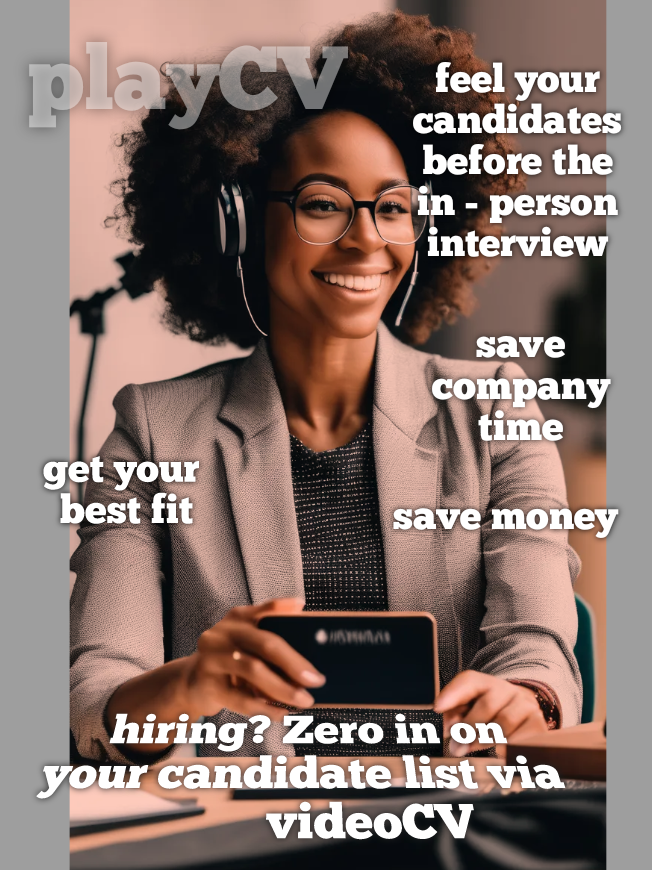 playCV
feel your
candidates
before the
in - person
interview
save
company
time
get your
best fit
save money
hiring? Zero in on
your candidate list via
videoCV